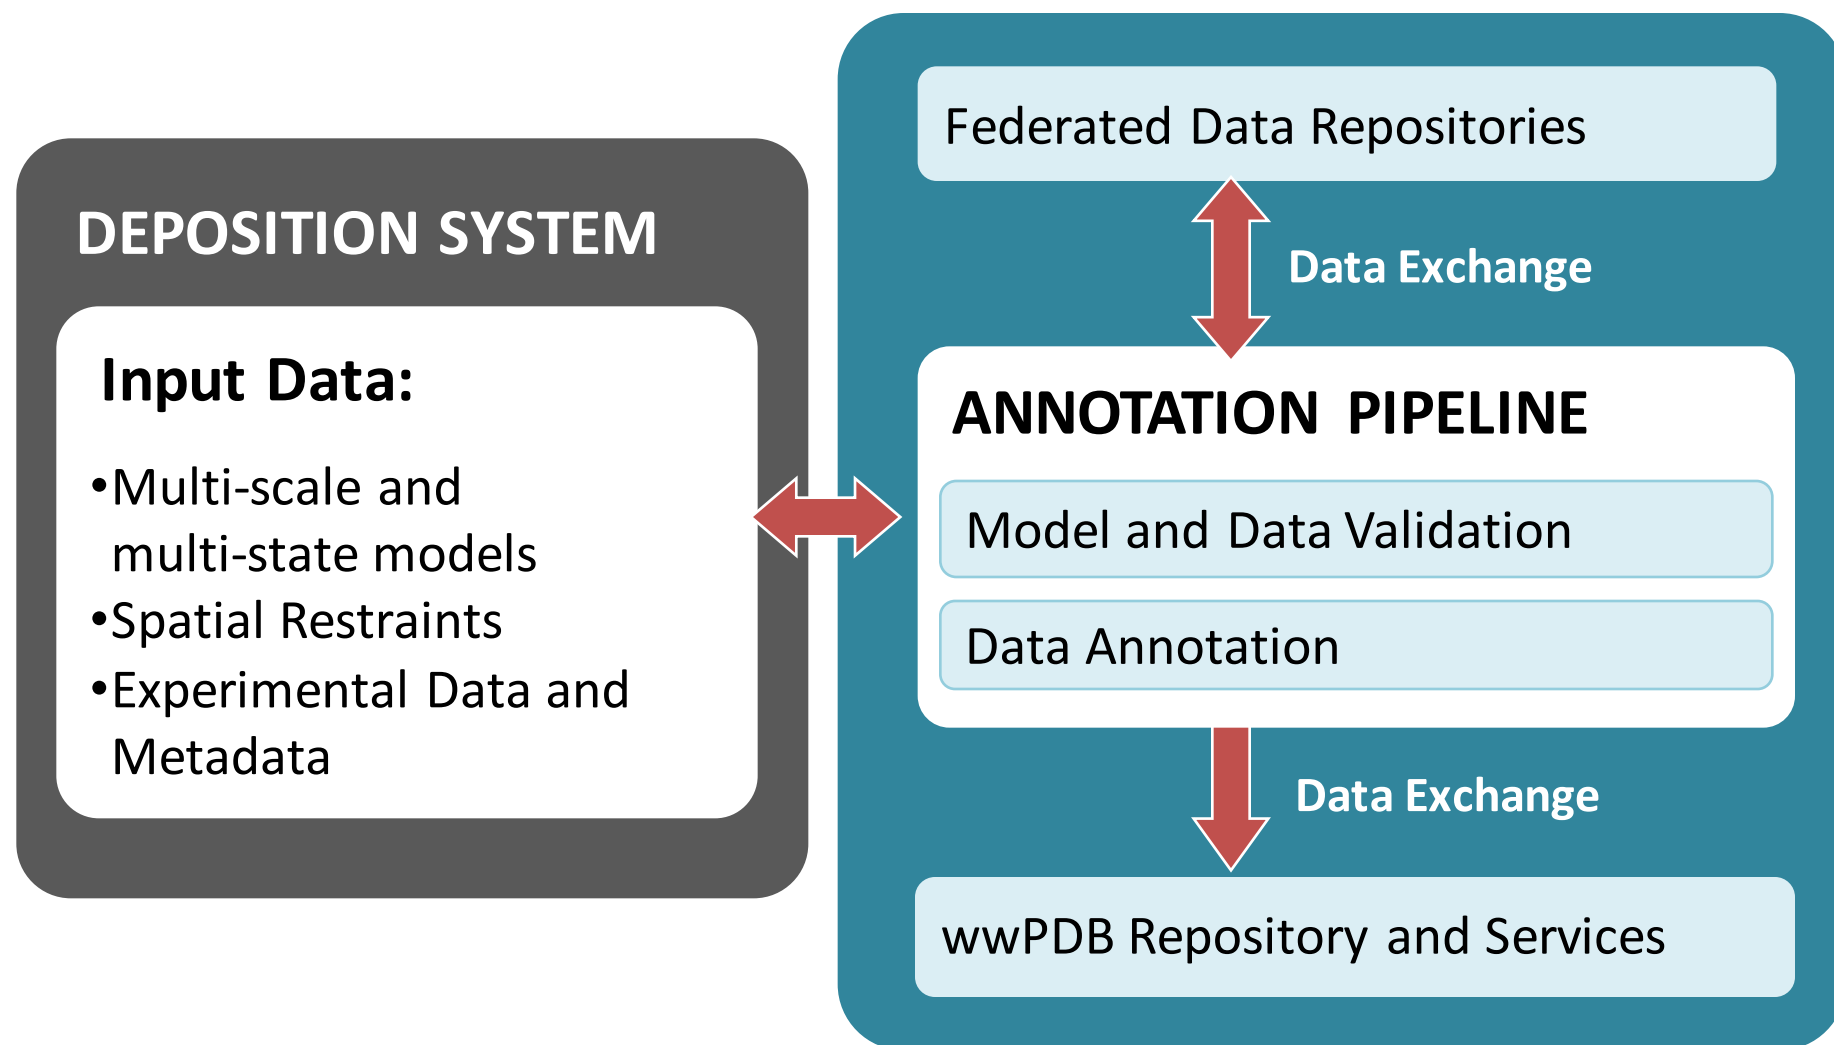 DEPOSITION SYSTEM
Input Data:
•Multi-scale and
multi-state models
•Spatial Restraints
•Experimental Data and
Metadata
Federated Data Repositories
Data Exchange
ANNOTATION PIPELINE
Model and Data Validation
Data Annotation
Data Exchange
wwPDB Repository and Services